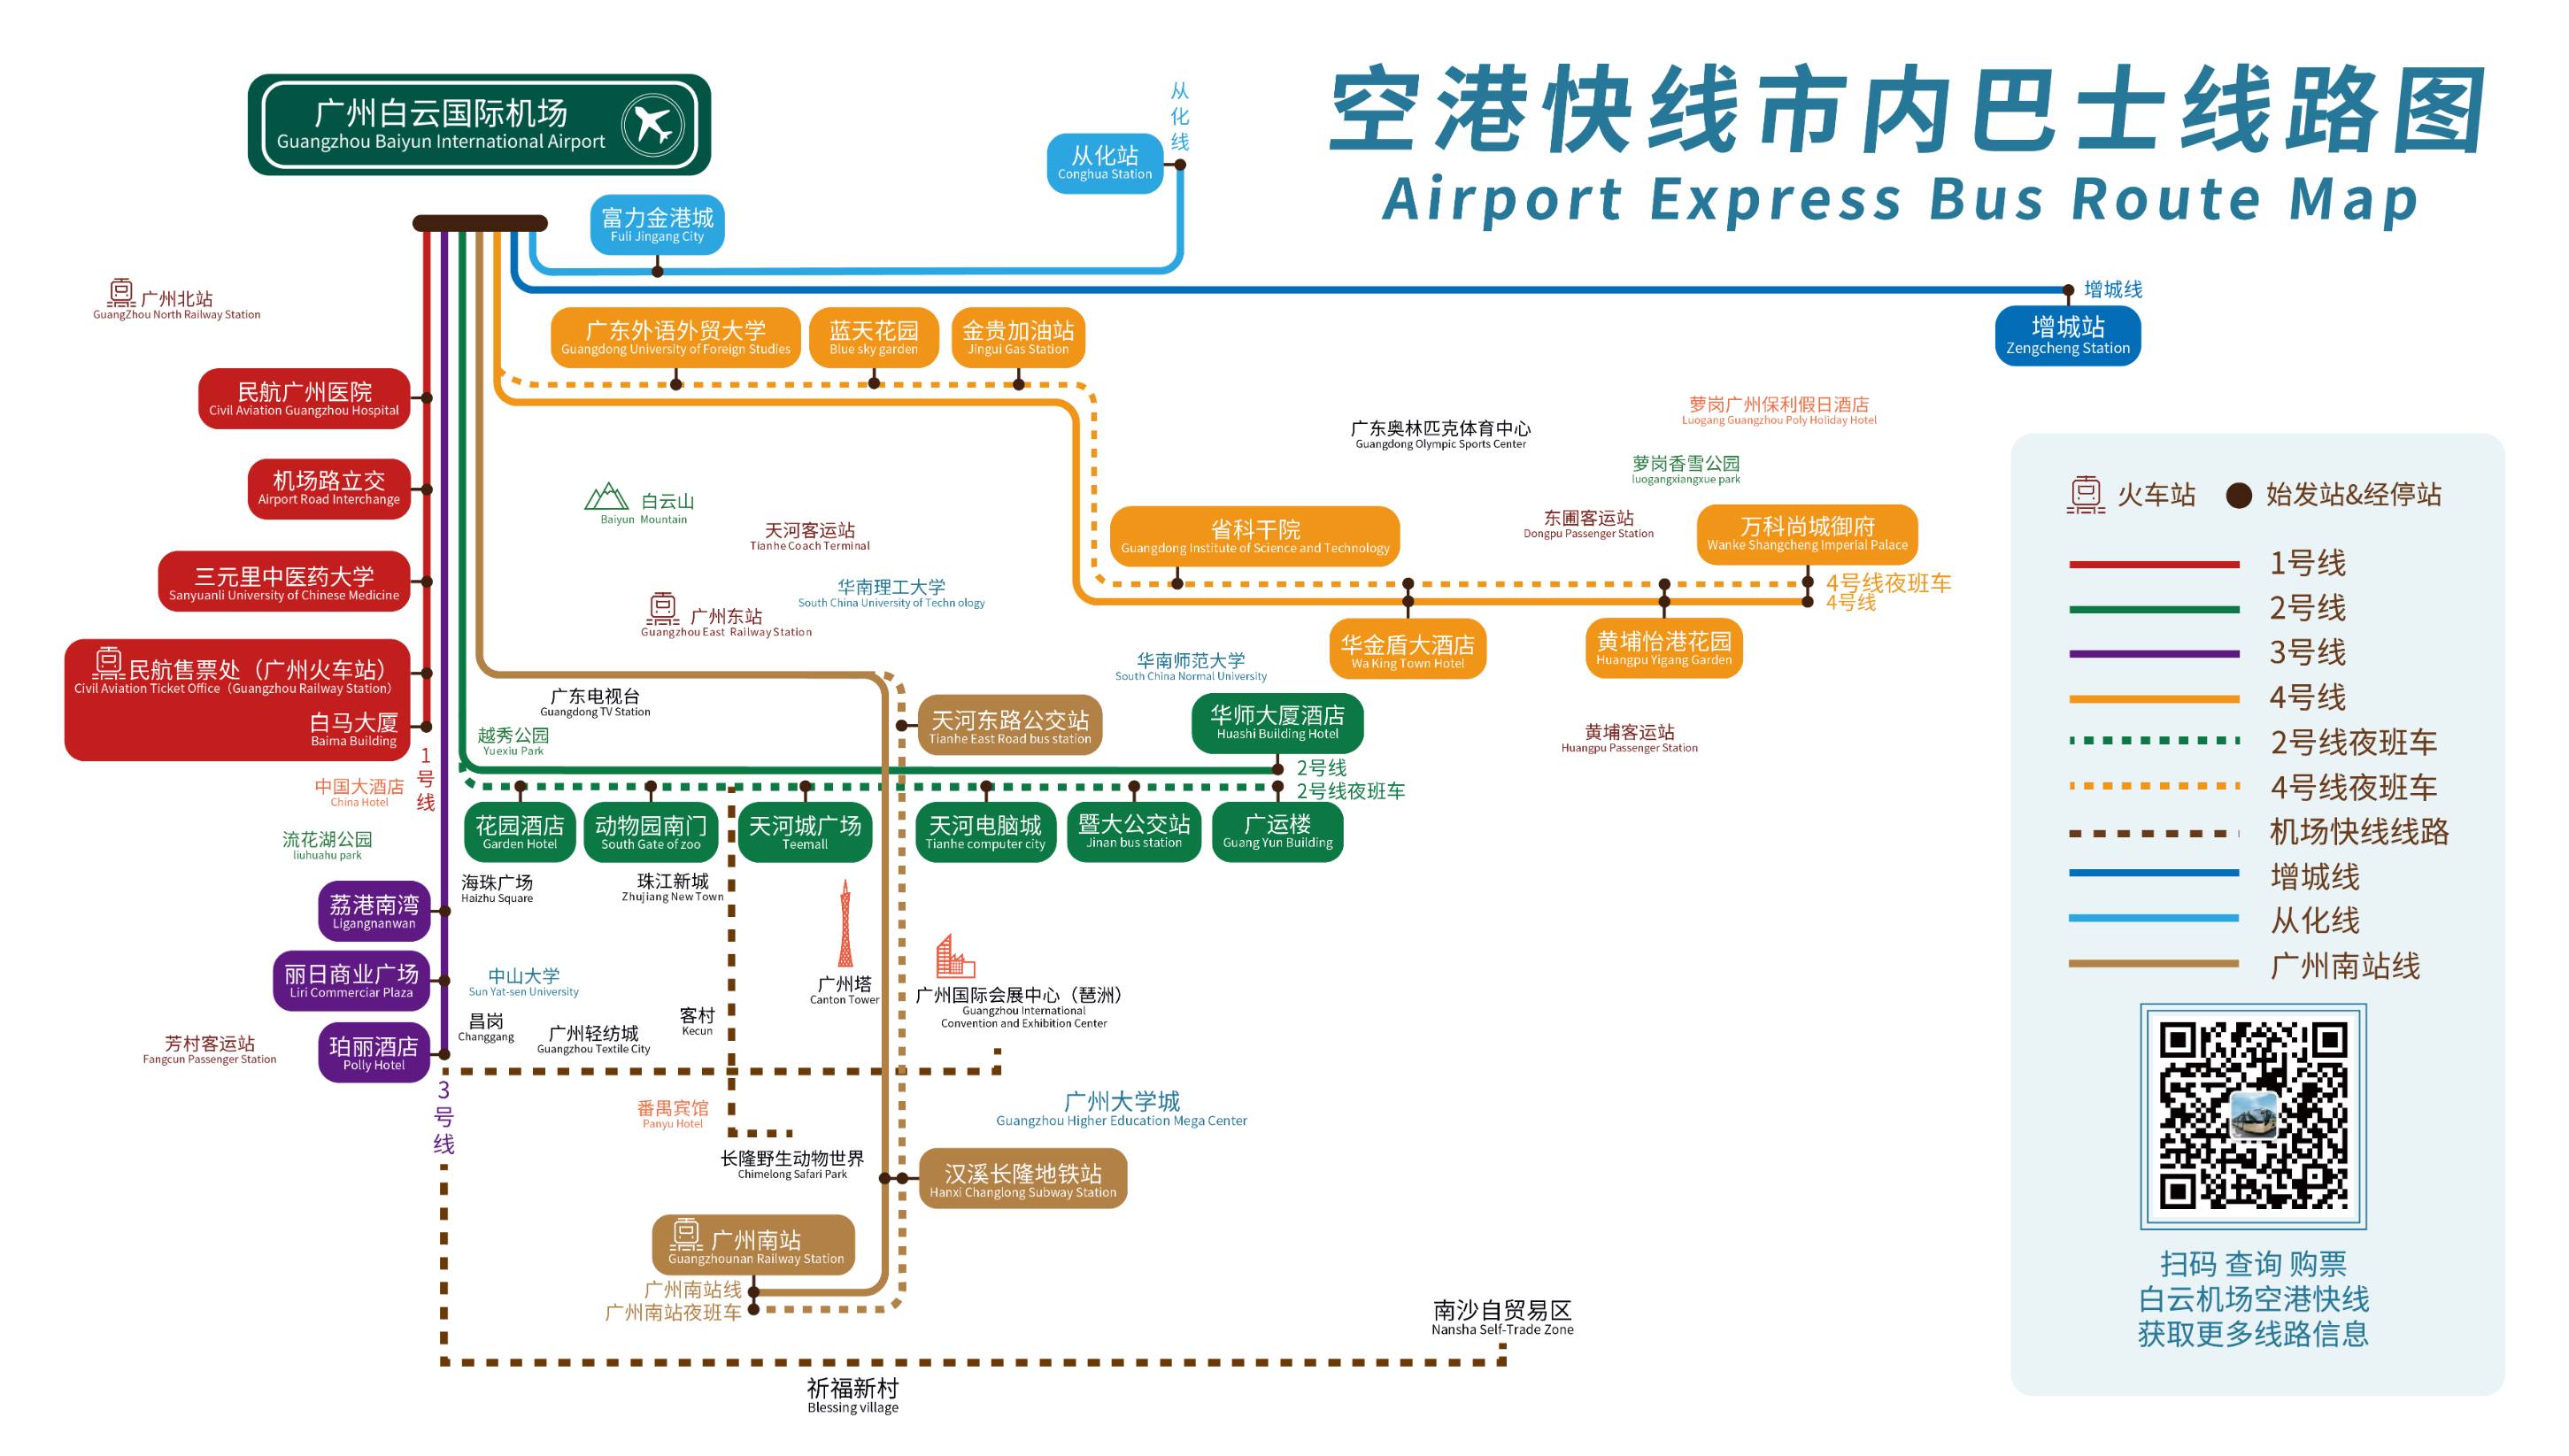 空港快线市内巴士线路图
Airport Express Bus Route Map
广州白云国际机场
Guangzhou Baiyun International Airport
从化线
从化站
Conghua Station
富力金港城
Fuli Jingang City
增城线
增城站
Zengcheng Station
广州北站
GuangZhou North Railway Station
广东外语外贸大学
Guangdong University of Foreign Studies
蓝天花园
Blue sky garden
金贵加油站
Jingui Gas Station
民航广州医院
Civil Aviation Guangzhou Hospital
机场路立交
Airport Road Interchange
三元里中医药大学
Sanyuanli University of Chinese Medicine
民航售票处（广州火车站）
Civil Aviation Ticket Office（Guangzhou Railway Station）
白马大厦
Baima Building
1号线
中国大酒店
China Hotel
流花湖公园
liuhuahu park
荔港南湾
Ligangnanwan
丽日商业广场
Liri Commerciar Plaza
珀丽酒店
Polly Hotel
芳村客运站
Fangcun Passenger Station
3号线
白云山
Baiyun Mountain
天河客运站
Tianhe Coach Terminal
华南理工大学
South China University of Techn ology
广州东站
Guangzhou East Railway Station
广东电视台
Guangdong TV Station
越秀公园
Yuexiu Park
广东奥林匹克体育中心
Guangdong Olympic Sports Center
萝岗广州保利假日酒店
Luogang Guangzhou Poly Holiday Hotel
萝岗香雪公园
luogangxiangxue park
省科干院
Guangdong Institute of Science and Technology
东圃客运站
Dongpu Passenger Station
万科尚城御府
Wanke Shangcheng Imperial Palace
4号线夜班车
4号线
华金盾大酒店
Wa King Town Hotel
黄埔怡港花园
Huangpu Yigang Garden
华南师范大学
South China Normal University
天河东路公交站
Tianhe East Road bus station
华师大厦酒店
Huashi Building Hotel
黄埔客运站
Huangpu Passenger Station
2号线
2号线夜班车
花园酒店
Garden Hotel
动物园南门
South Gate of zoo
天河城广场
Teemall
天河电脑城
Tianhe computer city
暨大公交站
Jinan bus station
广运楼
Guang Yun Building
海珠广场
Haizhu Square
珠江新城
Zhujiang New Town
中山大学
Sun Yat-sen University
广州塔
Canton Tower
广州国际会展中心（琶洲）
Guangzhou International
Convention and Exhibition Center
昌岗
Changgang
广州轻纺城
Guangzhou Textile City
客村
Kecun
番禺宾馆
Panyu Hotel
广州大学城
Guangzhou Higher Education Mega Center
长隆野生动物世界
Chimelong Safari Park
汉溪长隆地铁站
Hanxi Changlong Subway Station
广州南站
Guangzhounan Railway Station
广州南站线
广州南站夜班车
南沙自贸易区
Nansha Self-Trade Zone
祈福新村
Blessing village
火车站
始发站&经停站
1号线
2号线
3号线
4号线
2号线夜班车
4号线夜班车
机场快线线路
增城线
从化线
广州南站线
扫码 查询 购票
白云机场空港快线
获取更多线路信息